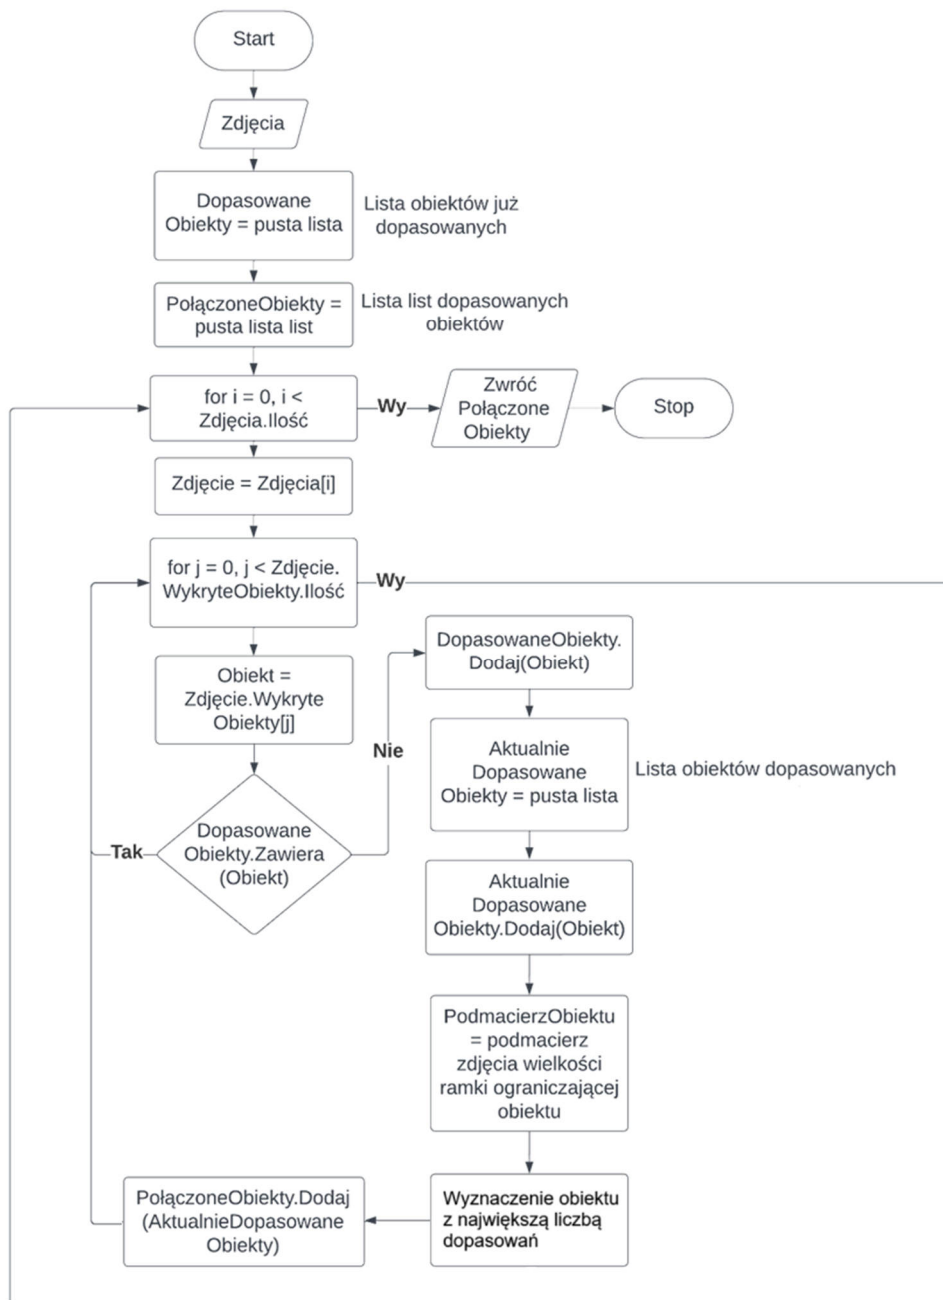 Start
Zdjęcia
Dopasowane
Obiekty = pusta lista
Lista obiektów już
dopasowanych
PołączoneObiekty =
pusta lista list
Lista list dopasowanych
obiektów
for i = 0, i <
Zdjęcia.Ilość
Wy
Zwróć
Połączone
Obiekty
Stop
Zdjęcie = Zdjęcia[i]
for j = 0, j < Zdjęcie.
WykryteObiekty.Ilość
Wy
Obiekt =
Zdjęcie.Wykryte
Obiekty[j]
Dopasowane
Obiekty.Zawiera
(Obiekt)
Tak
Nie
DopasowaneObiekty.
Dodaj(Obiekt)
Aktualnie
Dopasowane
Obiekty = pusta lista
Lista obiektów dopasowanych
Aktualnie
Dopasowane
Obiekty.Dodaj(Obiekt)
PodmacierzObiektu
= podmacierz
zdjęcia wielkości
ramki ograniczającej
obiektu
Wyznaczenie obiektu
z największą liczbą
dopasowań
PołączoneObiekty.Dodaj
(AktualnieDopasowane
Obiekty)